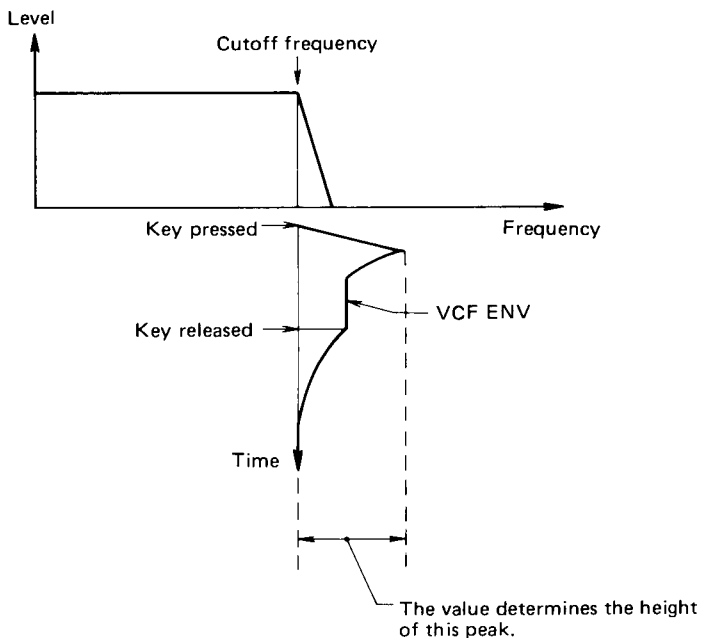 Level
Cutoff frequency
Frequency
Key pressed
VCF ENV
Key released
Time
The value determines the height
of this peak.